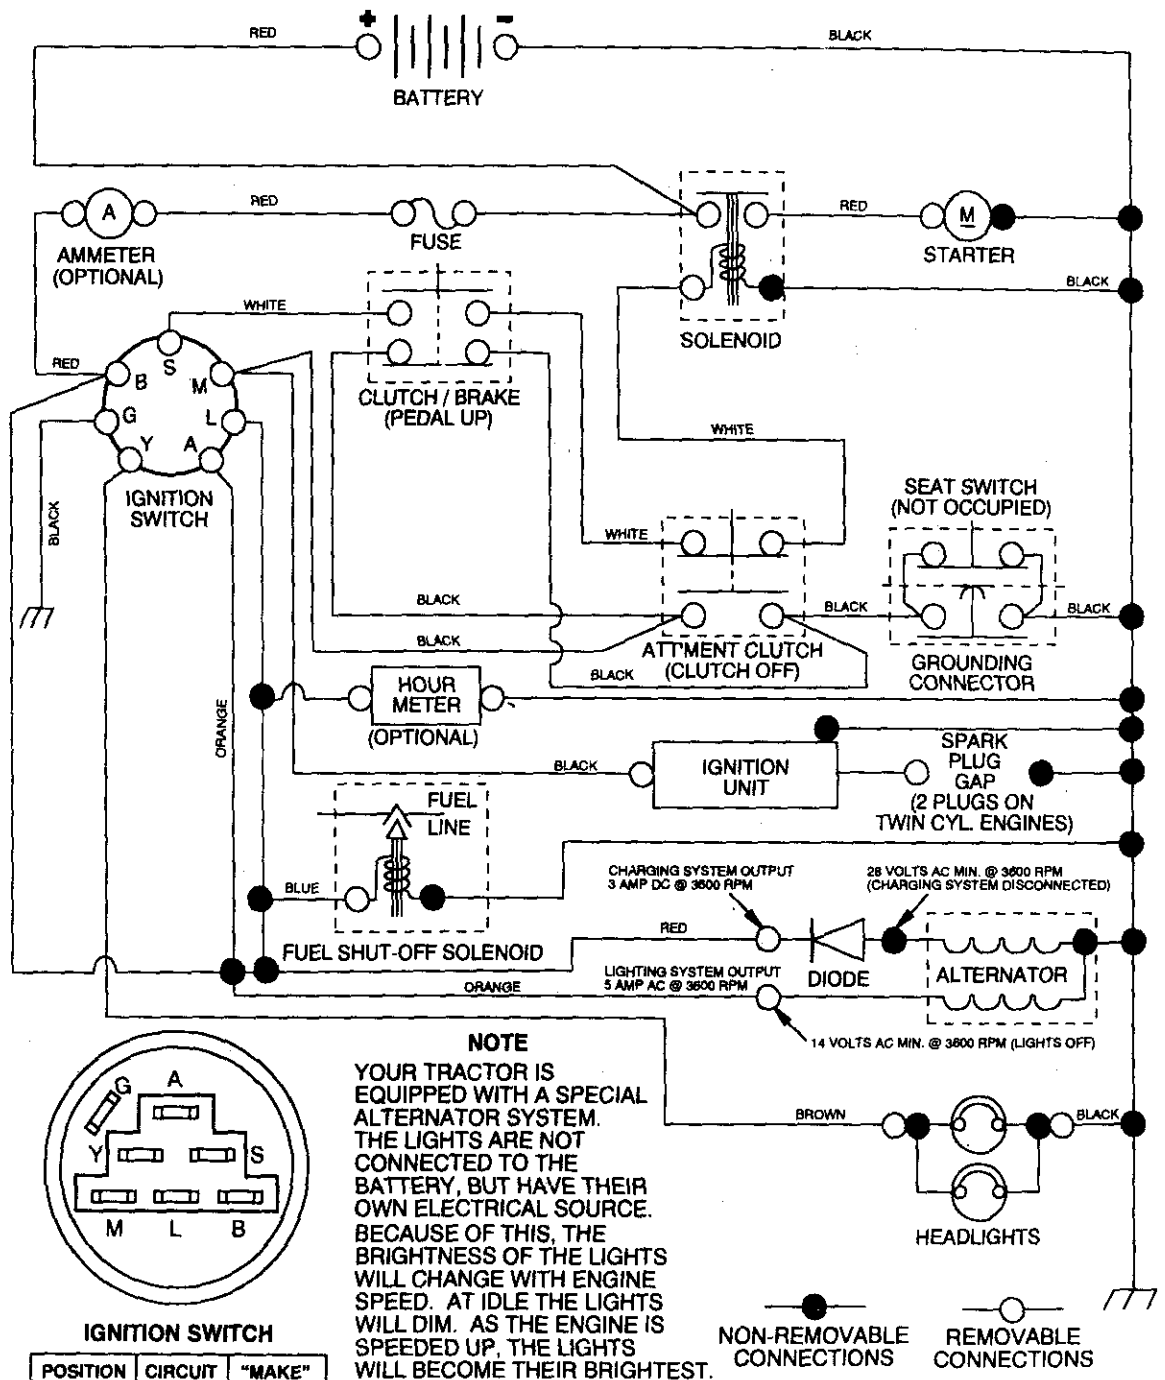 + -
RED
BLACK
BATTERY
A
RED
FUSE
RED
M
STARTER
AMMETER
(OPTIONAL)
BLACK
SOLENOID
WHITE
RED
S
B
M
G
L
Y
A
CLUTCH / BRAKE
(PEDAL UP)
IGNITION
SWITCH
BLACK
WHITE
SEAT SWITCH
(NOT OCCUPIED)
WHITE
BLACK
BLACK
BLACK
BLACK
ATT'MENT CLUTCH
(CLUTCH OFF)
BLACK
GROUNDING
CONNECTOR
HOUR
METER
(OPTIONAL)
ORANGE
BLACK
IGNITION
UNIT
SPARK
PLUG
GAP
(2 PLUGS ON
TWIN CYL. ENGINES)
FUEL
LINE
BLUE
FUEL SHUT-OFF SOLENOID
CHARGING SYSTEM OUTPUT
3 AMP DC @ 3600 RPM
28 VOLTS AC MIN. @ 3600 RPM
(CHARGING SYSTEM DISCONNECTED)
RED
DIODE
ALTERNATOR
LIGHTING SYSTEM OUTPUT
5 AMP AC @ 3600 RPM
ORANGE
14 VOLTS AC MIN. @ 3600 RPM (LIGHTS OFF)
NOTE
YOUR TRACTOR IS
EQUIPPED WITH A SPECIAL
ALTERNATOR SYSTEM.
THE LIGHTS ARE NOT
CONNECTED TO THE
BATTERY, BUT HAVE THEIR
OWN ELECTRICAL SOURCE.
BECAUSE OF THIS, THE
BRIGHTNESS OF THE LIGHTS
WILL CHANGE WITH ENGINE
SPEED. AT IDLE THE LIGHTS
WILL DIM. AS THE ENGINE IS
SPEEDED UP, THE LIGHTS
WILL BECOME THEIR BRIGHTEST.
BROWN
BLACK
HEADLIGHTS
G
A
Y
S
M L B
IGNITION SWITCH
POSITION CIRCUIT "MAKE"
NON-REMOVABLE
CONNECTIONS
REMOVABLE
CONNECTIONS